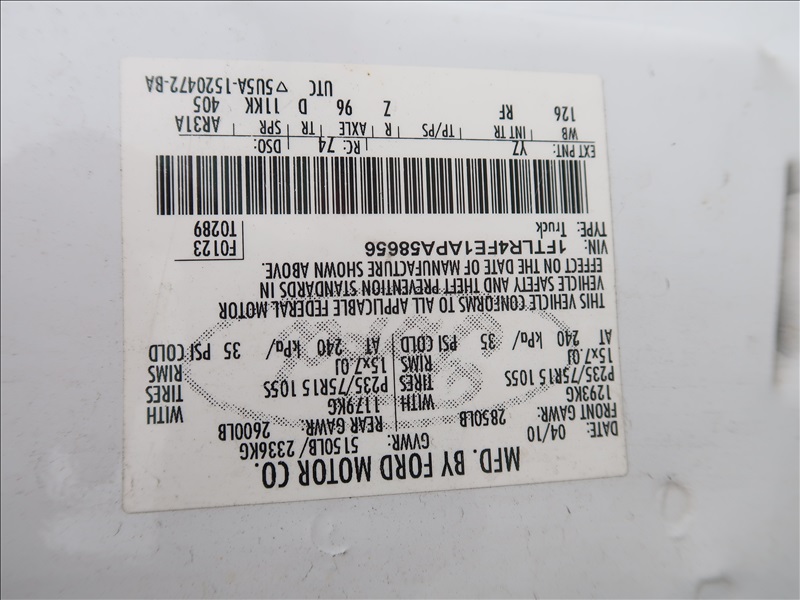 MFD. BY FORD MOTOR CO.
DATE: 04/10 GVWR: 5150LB/ 2336KG
FRONT GAWR: 2850LB REAR GAWR: 2600LB
1293KG 1179KG WITH
P235/75R15 105S TIRES P235/75R15 105S TIRES
15x7.0J RIMS 15x7.0J RIMS
AT 240 kPa/ 35 PSI COLD AT 240 kPa/ 35 PSI COLD
THIS VEHICLE CONFORMS TO ALL APPLICABLE FEDERAL MOTOR
VEHICLE SAFETY AND THEFT PREVENTION STANDARDS IN
EFFECT ON THE DATE OF MANUFACTURE SHOWN ABOVE.
VIN: 1FTLR4FE1APA58656 F0123
TYPE: Truck T0289
EXT PNT: YZ RC: 74 DSO:
WB INT TR TP/PS R AXLE TR SPR AR31A
126 RF Z 96 D 11KK 405
UTC ▽5U5A-1520472-BA